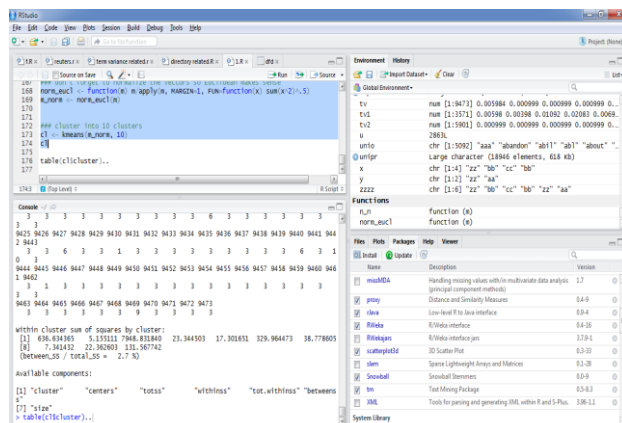 RStudio
File Edit Code View Plots Session Build Debug Tools Help
Go to file/function
Project: (None)
reuters.r
term variance related.r
directory related.R
1.R
dfd
Source on Save
Run
Source
168 norm_eucl <- function(m) m/apply(m, MARGIN=1, FUN=function(x) sum(x^2)^.5)
169 m_norm <- norm_eucl(m)
170
171
172 ### cluster into 10 clusters
173 cl <- kmeans(m_norm, 10)
174 cl
175
176 table(cl$cluster)..
177
174:3 (Top Level)
R Script
Console
3 3 3 3 3 3 3 3 6 3 3 3 3 3
3 3
9425 9426 9427 9428 9429 9430 9431 9432 9433 9434 9435 9436 9437 9438 9439 9440 9441 944
2 9443
3 3 6 3 3 1 3 3 3 3 3 3 3 3 3 6 3 1
0 3
9444 9445 9446 9447 9448 9449 9450 9451 9452 9453 9454 9455 9456 9457 9458 9459 9460 946
1 9462
3 1 3 3 3 3 3 3 3 3 3 3 3 3 3 3 3
3 3
9463 9464 9465 9466 9467 9468 9469 9470 9471 9472 9473
3 3 3 3 3 3 9 3 3 3 3
Within cluster sum of squares by cluster:
[1] 636.634365 5.155111 7948.831840 23.344503 17.301651 329.964473 38.778605
[8] 7.341432 22.362603 131.567742
(between_SS / total_SS = 2.7 %)
Available components:
[1] "cluster" "centers" "totss" "withinss" "tot.withinss" "betweens
s"
[7] "size"
> table(cl$cluster)..
Environment History
Import Dataset Clear
List
Global Environment
tv num [1:9473] 0.005984 0.000999 0.000999 0.000999 0...
tv1 num [1:3571] 0.00598 0.00398 0.01092 0.02083 0.0069..
tv2 num [1:5901] 0.000999 0.000999 0.000999 0.000999 0...
u 2863L
unio chr [1:5092] "aaa" "abandon" "abil" "abl" "about" "..
unipr Large character (18946 elements, 618 kb)
x chr [1:4] "zz" "bb" "cc" "bb"
y chr [1:2] "zz" "aa"
zzzz chr [1:6] "zz" "bb" "cc" "bb" "zz" "aa"
Functions
n_n function (m)
norm_eucl function (m)
Files Plots Packages Help Viewer
Install Update
Name Description Version
missMDA Handling missing values with/in multivariate data analysis (principal component methods) 1.7
proxy Distance and Similarity Measures 0.4-9
rJava Low-level R to Java interface 0.9-4
RWeka R/Weka interface 0.4-16
RWekajars R/Weka interface jars 3.7.9-1
scatterplot3d 3D Scatter Plot 0.3-33
slam Sparse Lightweight Arrays and Matrices 0.1-28
Snowball Snowball Stemmers 0.0-9
tm Text Mining Package 0.5-8.3
XML Tools for parsing and generating XML within R and S-Plus. 3.96-1.1
System Library